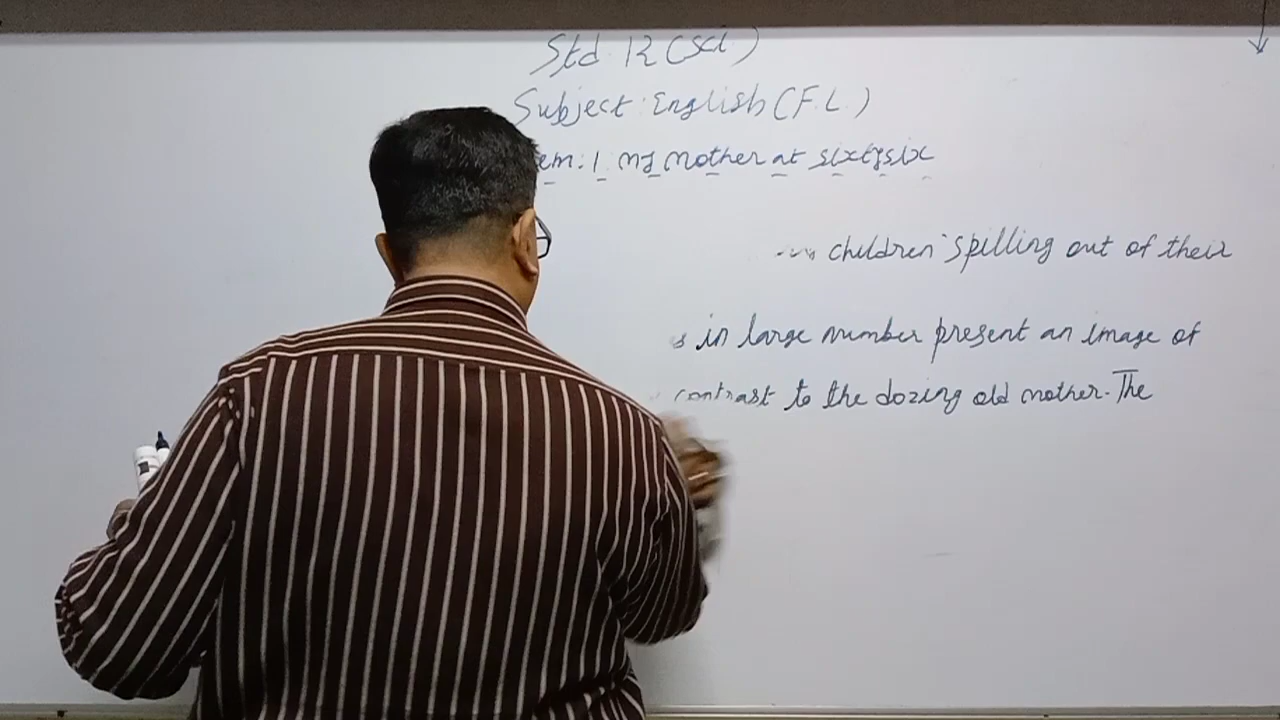 Std. 12 (Sci.)
Subject: English (F.L.)
em: 1 my mother at sixtysix
children spilling out of their
in large number present an image of
contrast to the dozing old mother. The